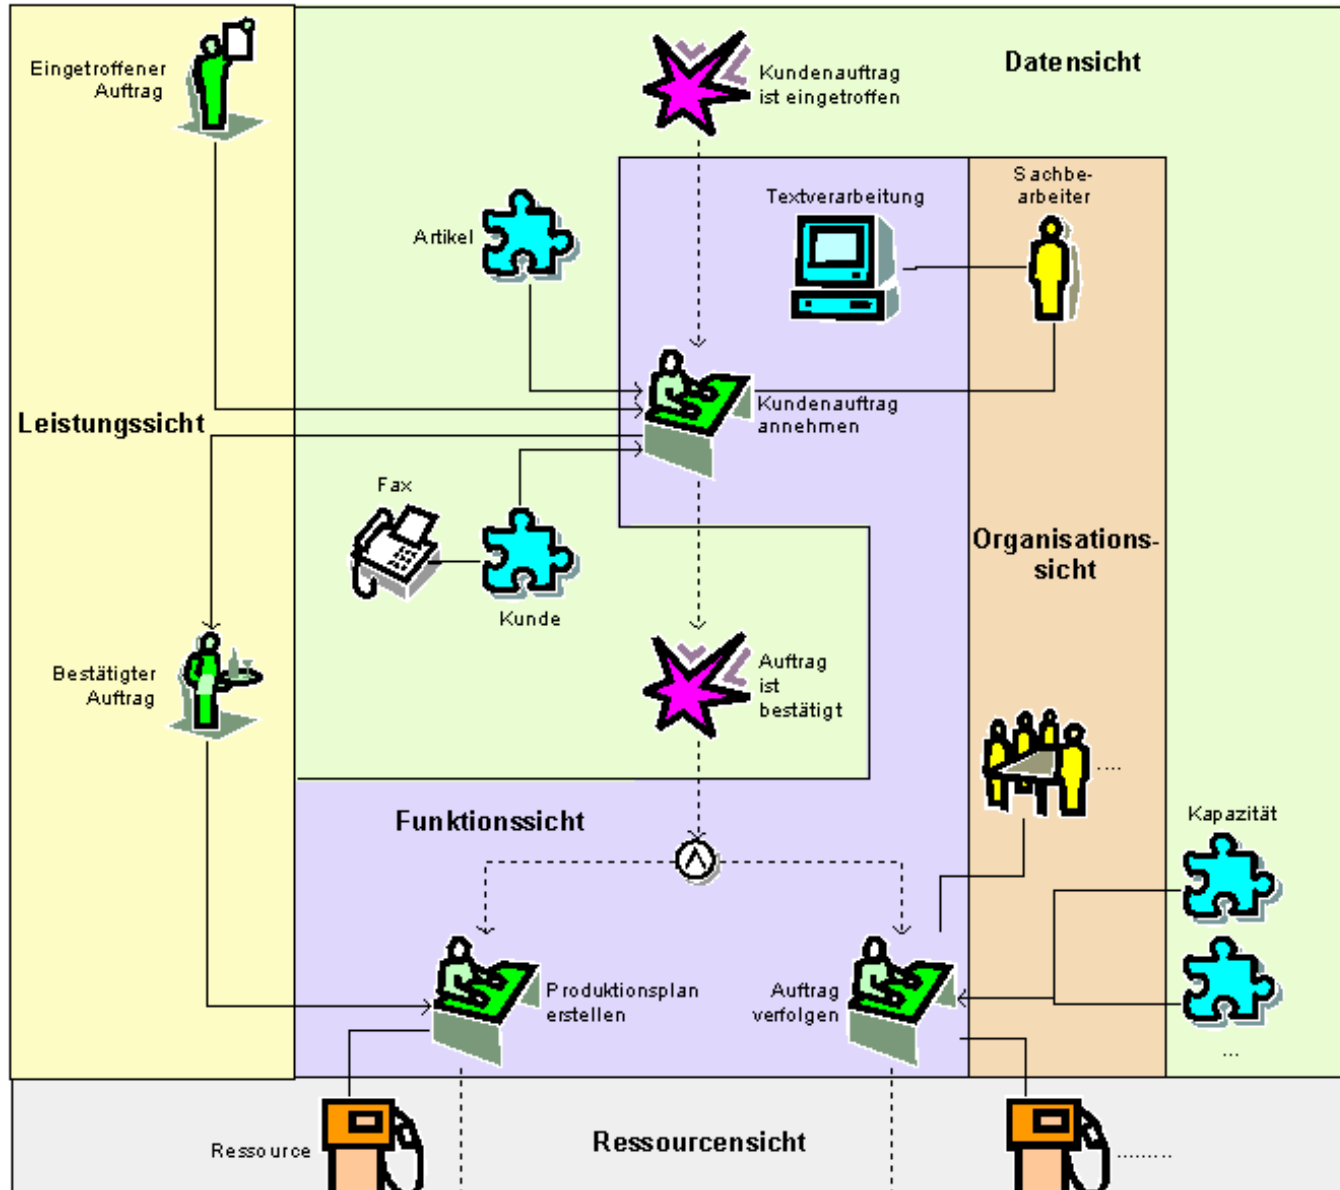 Eingetroffener
Auftrag
Kundenauftrag
ist eingetroffen
Datensicht
Artikel
Textverarbeitung
Sachbe-
arbeiter
Leistungssicht
Kundenauftrag
annehmen
Fax
Kunde
Organisations-
sicht
Bestätigter
Auftrag
Auftrag
ist
bestätigt
....
Funktionssicht
Kapazität
Produktionsplan
erstellen
Auftrag
verfolgen
...
Ressource
Ressourcensicht
.........